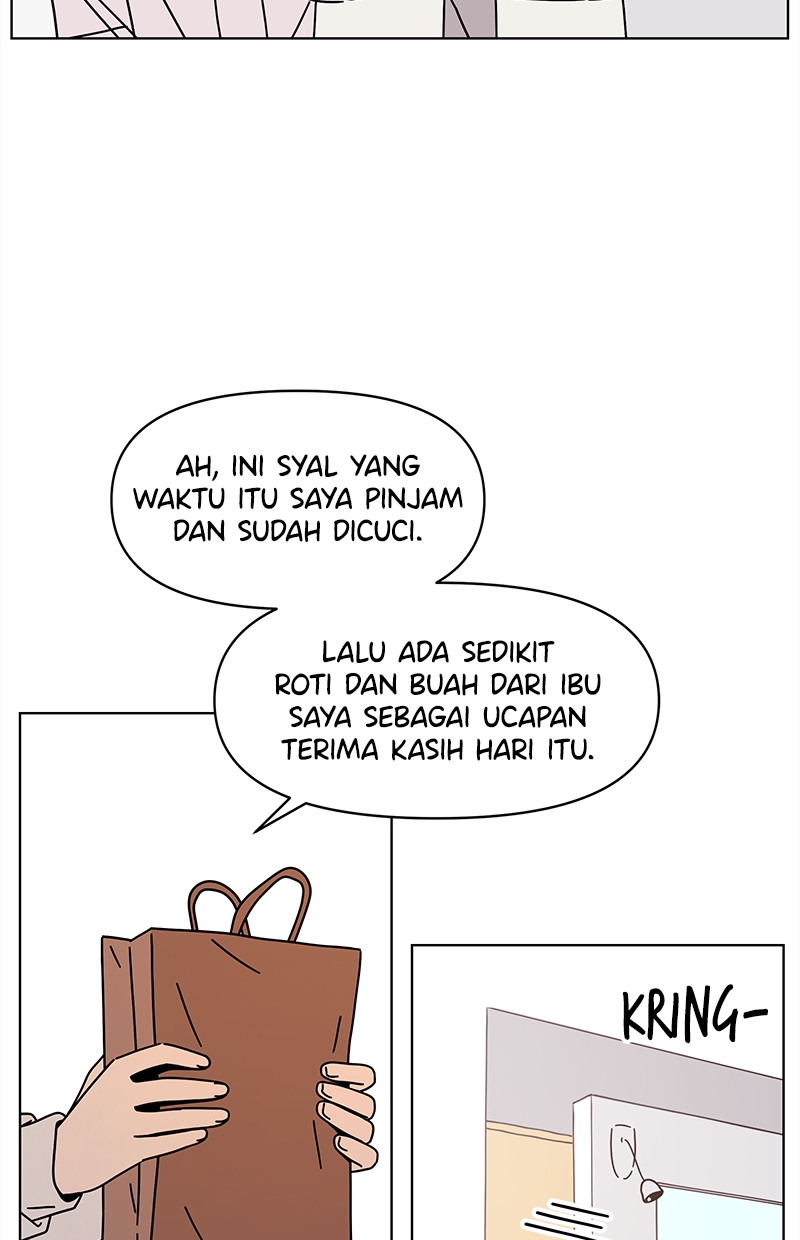 AH, INI SYAL YANG
WAKTU ITU SAYA PINJAM
DAN SUDAH DICUCI.
LALU ADA SEDIKIT
ROTI DAN BUAH DARI IBU
SAYA SEBAGAI UCAPAN
TERIMA KASIH HARI ITU.
KRING-